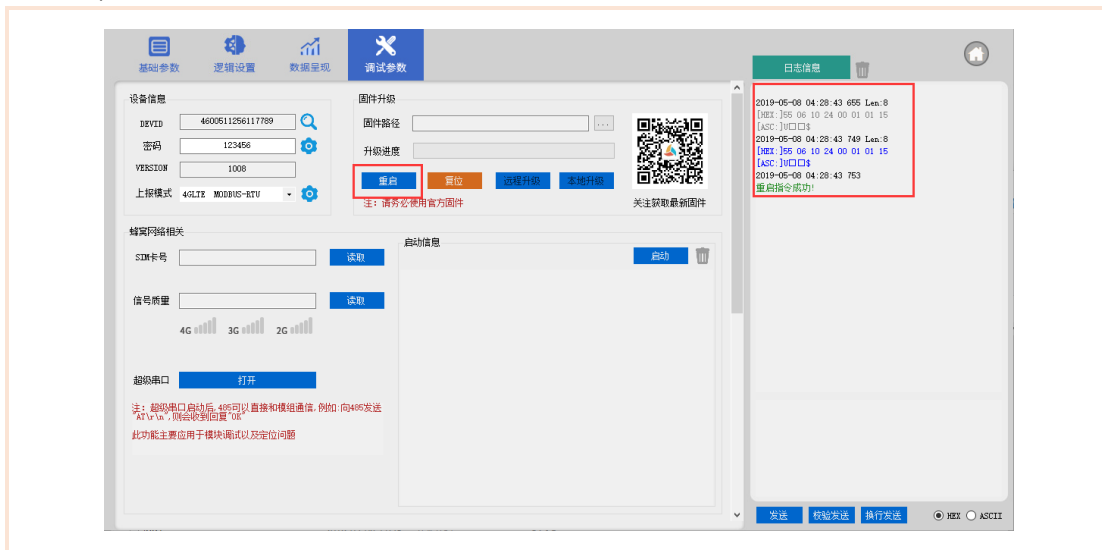 基础参数 逻辑设置 数据呈现 调试参数
日志信息
设备信息
DEVID 4600511256117789
密码 123456
VERSION 1008
上报模式 4GLTE MODBUS-RTU
固件升级
固件路径 ...
升级进度
重启 复位 远程升级 本地升级
注: 请务必使用官方固件
关注获取最新固件
蜂窝网络相关
SIM卡号 读取
信号质量 读取
4G 3G 2G
超级串口 打开
注: 超级串口启动后,485可以直接和模组通信,例如:向485发送
"AT\r\n",则会收到回复"OK"
此功能主要应用于模块调试以及定位问题
启动信息
启动
2019-05-08 04:28:43 655 Len:8
[HEX:]55 06 10 24 00 01 01 15
[ASC:]U□□$
2019-05-08 04:28:43 749 Len:8
[HEX:]55 06 10 24 00 01 01 15
[ASC:]U□□$
2019-05-08 04:28:43 753
重启指令成功!
发送 校验发送 换行发送 HEX ASCII